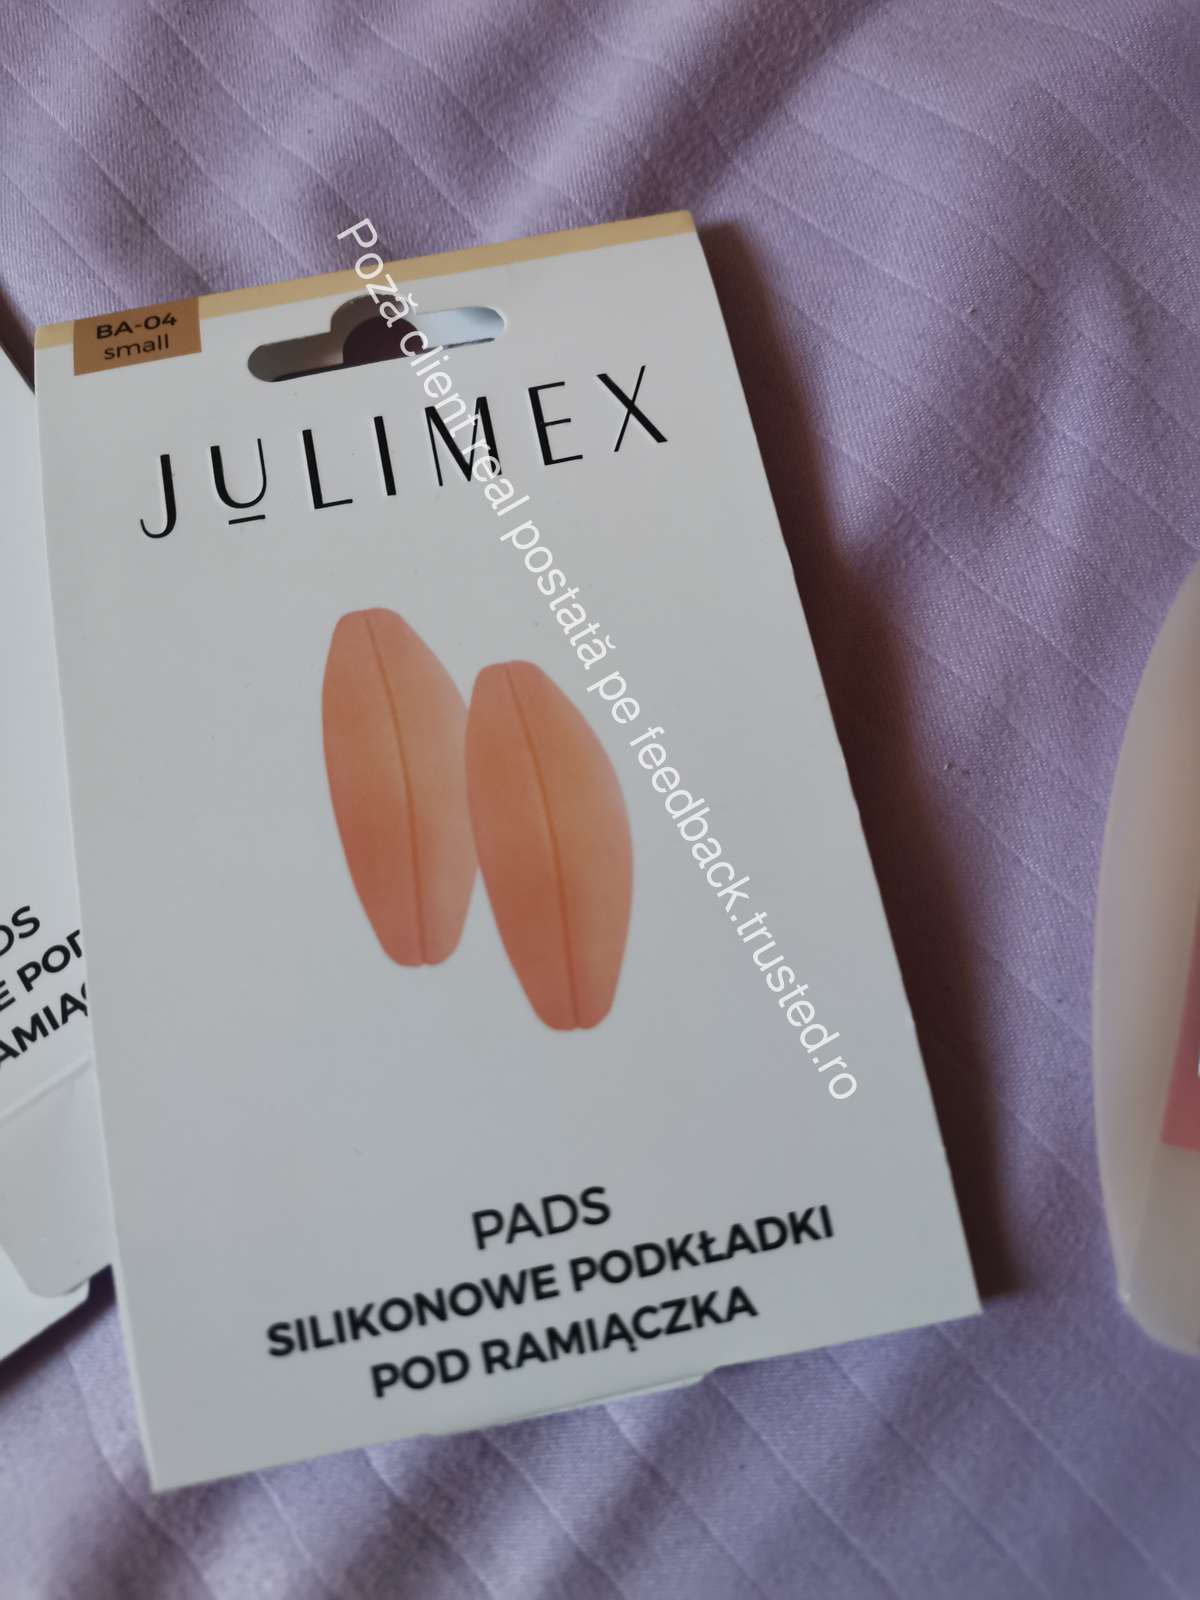 BA-04
small
JULIMEX
PADS
SILIKONOWE PODKŁADKI
POD RAMIĄCZKA
Poză client real postată pe feedback.trusted.ro